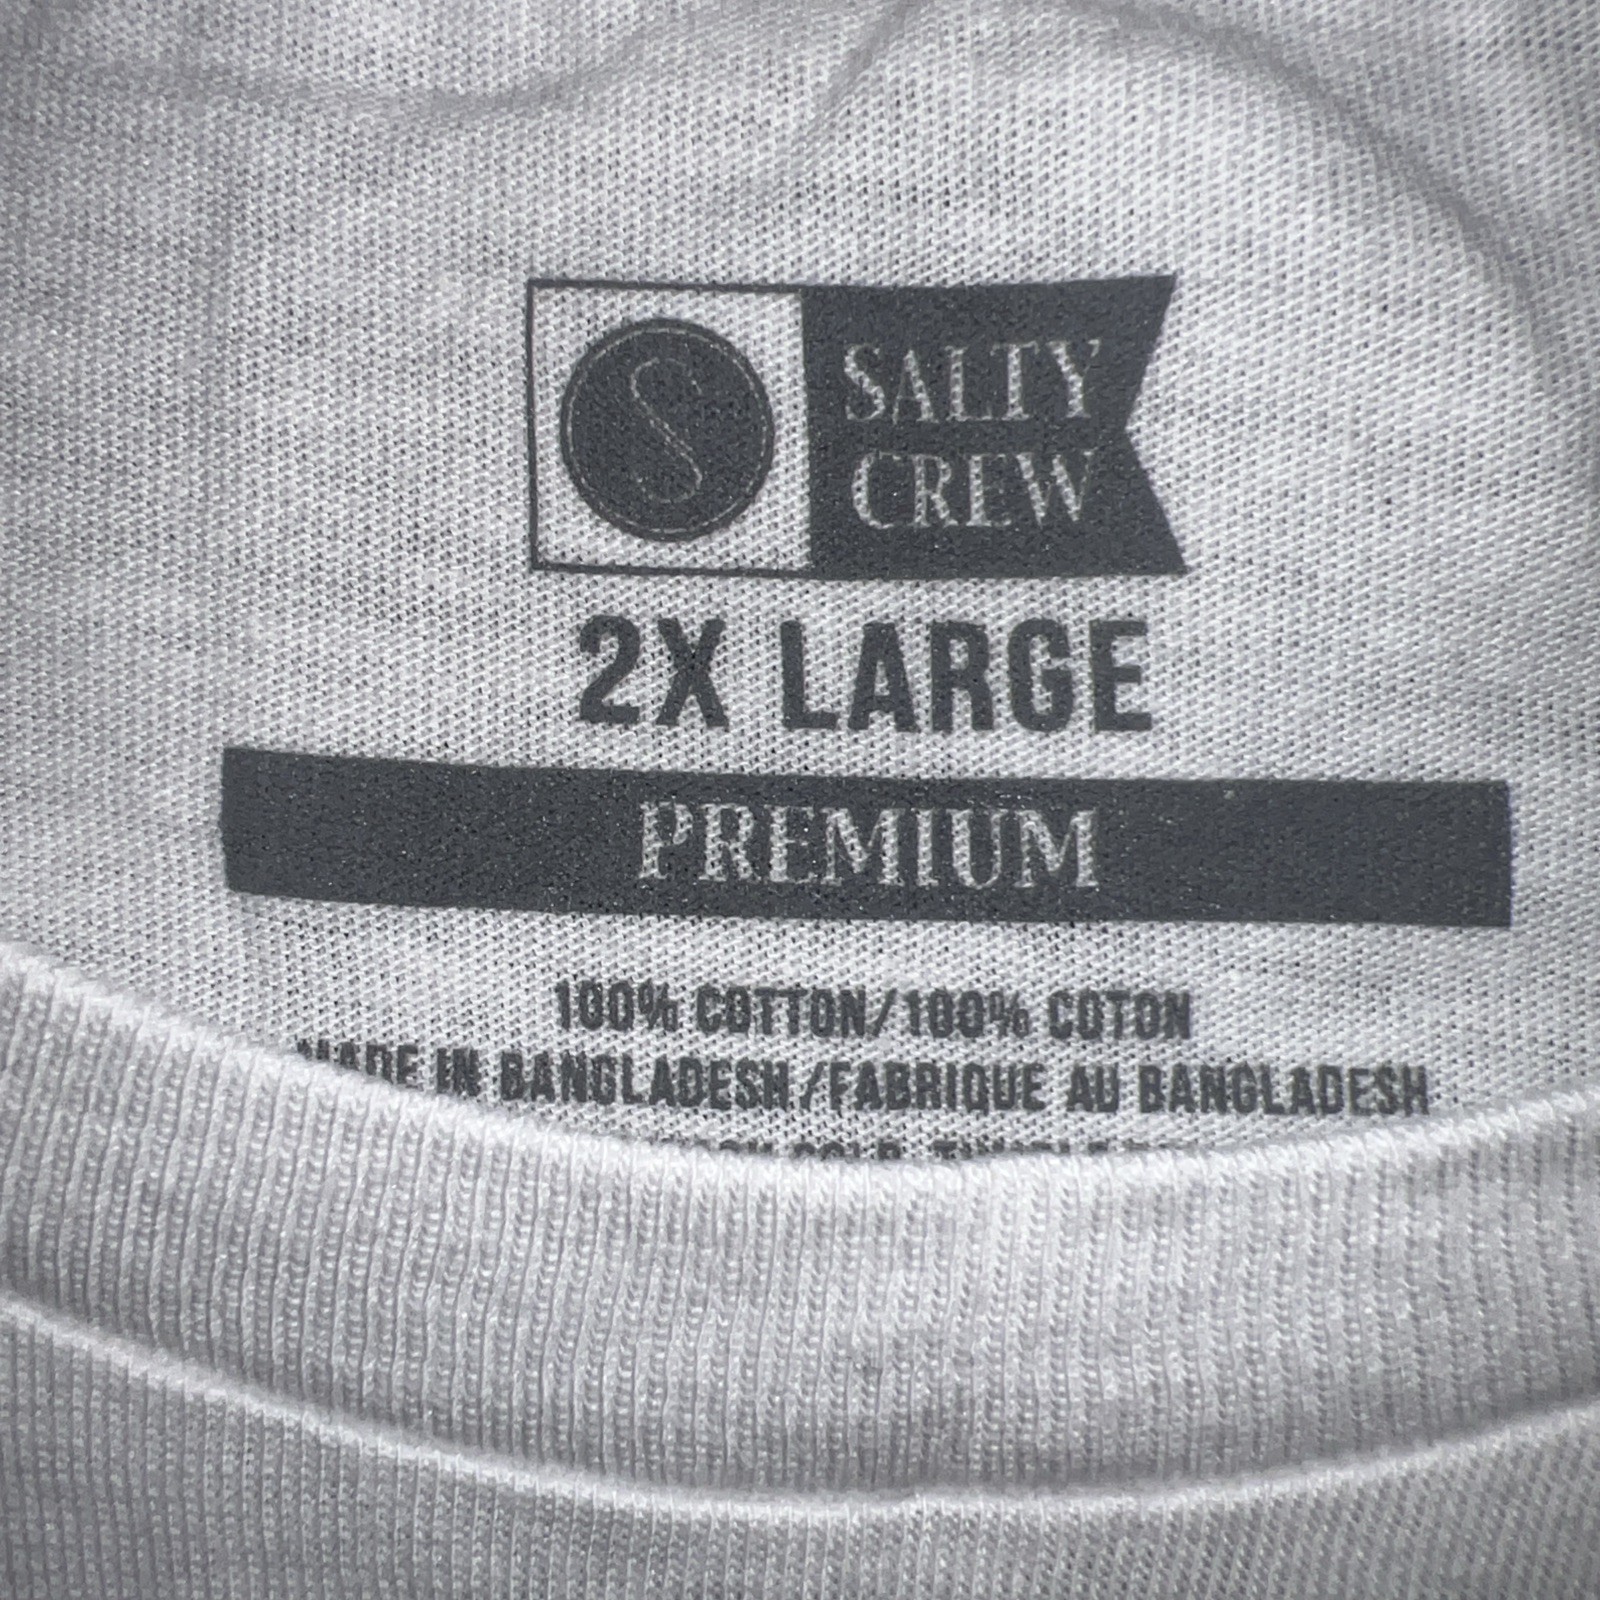 S
SALTY
CREW
2X LARGE
PREMIUM
100% COTTON/100% COTON
MADE IN BANGLADESH/FABRIQUE AU BANGLADESH